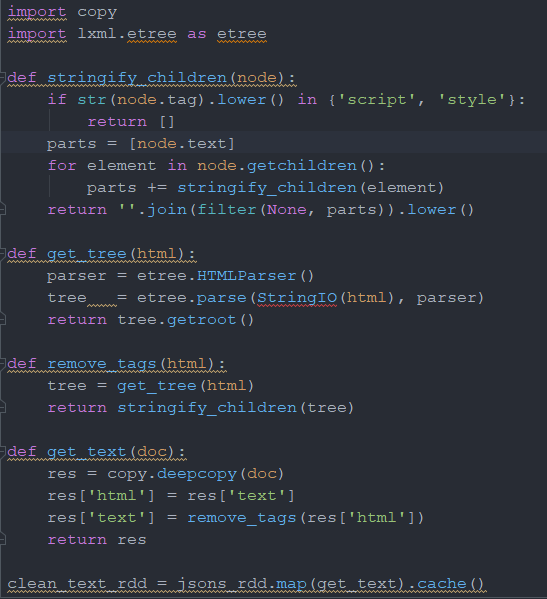 import copy
import lxml.etree as etree
def stringify_children(node):
    if str(node.tag).lower() in {'script', 'style'}:
        return []
    parts = [node.text]
    for element in node.getchildren():
        parts += stringify_children(element)
    return ''.join(filter(None, parts)).lower()
def get_tree(html):
    parser = etree.HTMLParser()
    tree   = etree.parse(StringIO(html), parser)
    return tree.getroot()
def remove_tags(html):
    tree = get_tree(html)
    return stringify_children(tree)
def get_text(doc):
    res = copy.deepcopy(doc)
    res['html'] = res['text']
    res['text'] = remove_tags(res['html'])
    return res
clean_text_rdd = jsons_rdd.map(get_text).cache()